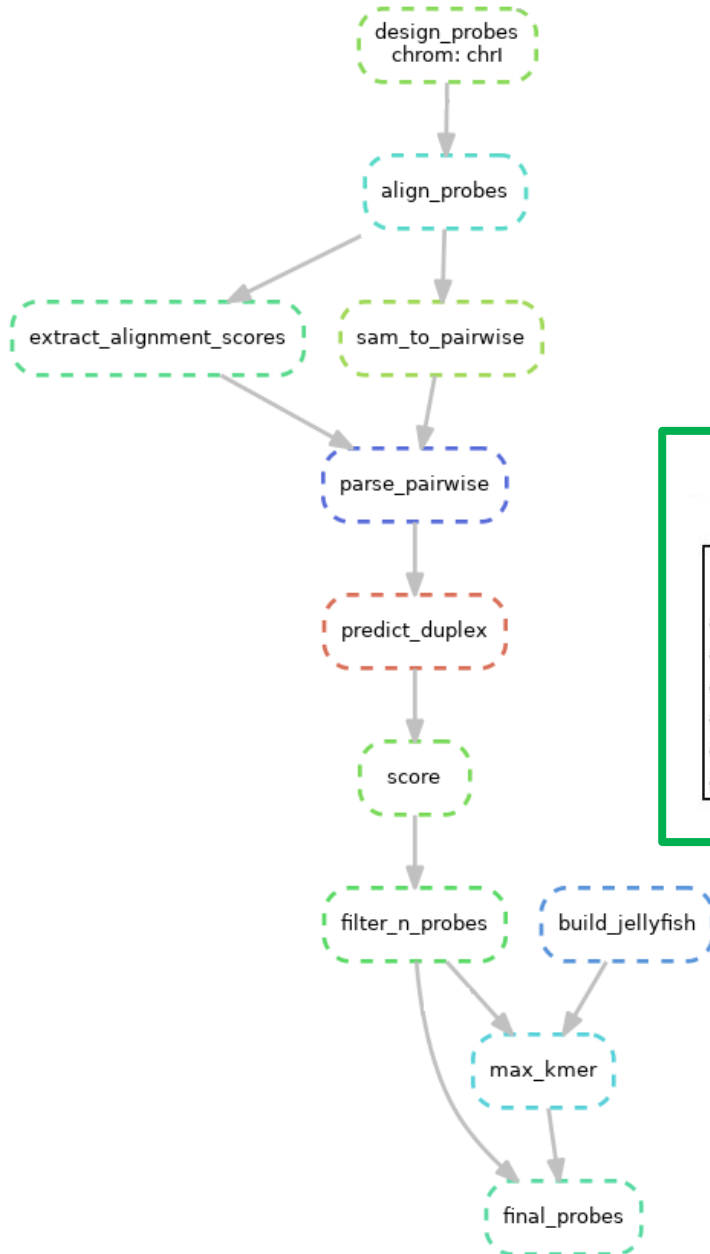 design_probes
chrom: chrI
align_probes
extract_alignment_scores
sam_to_pairwise
parse_pairwise
predict_duplex
score
filter_n_probes
build_jellyfish
max_kmer
final_probes